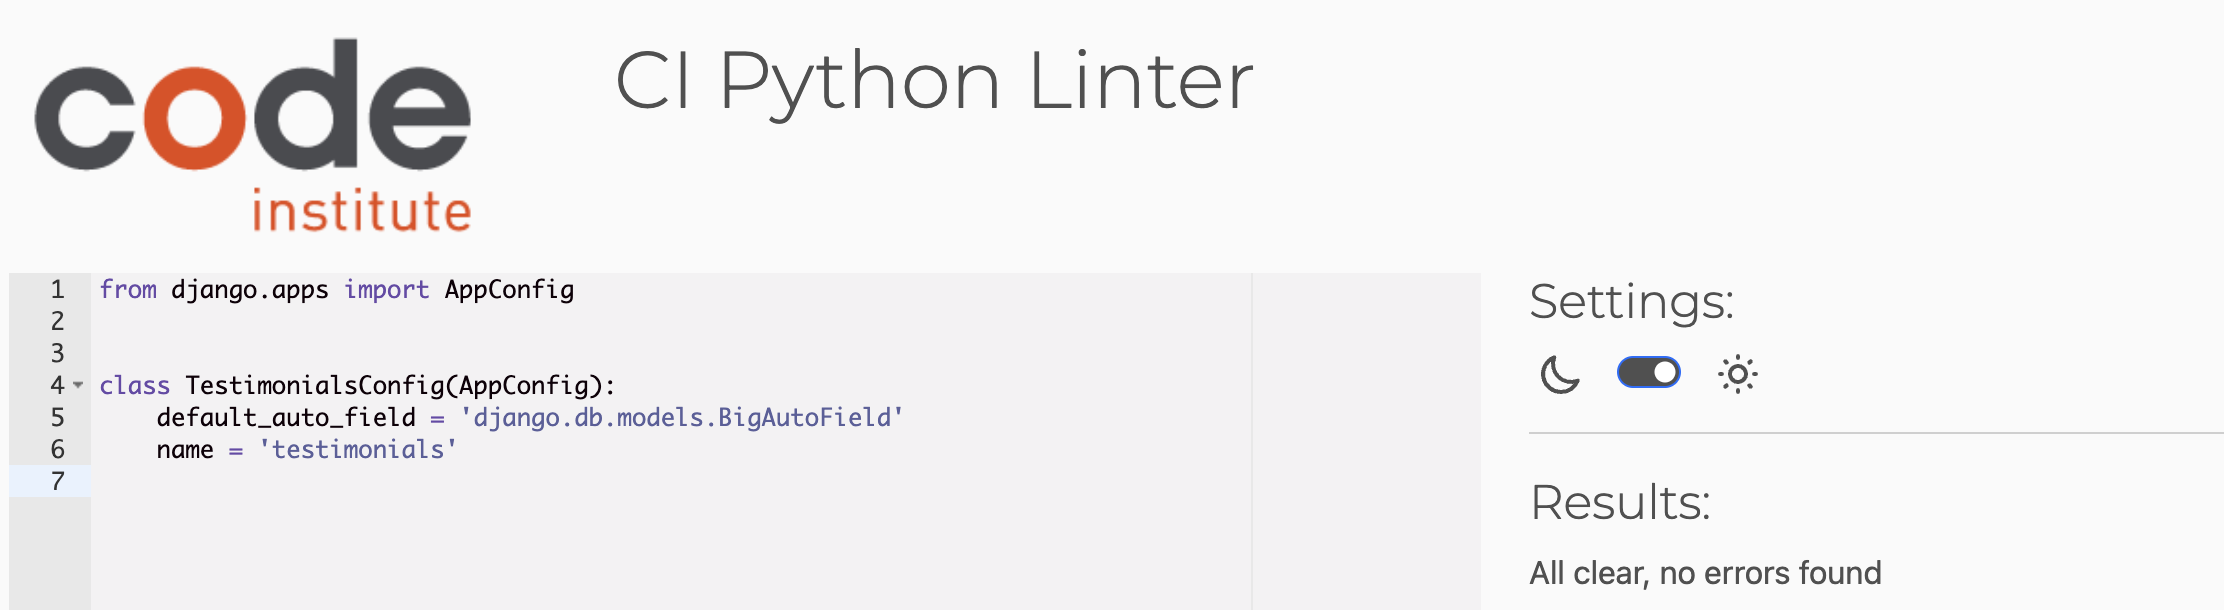 code
institute
CI Python Linter
1 from django.apps import AppConfig
2
3
4 class TestimonialsConfig(AppConfig):
5     default_auto_field = 'django.db.models.BigAutoField'
6     name = 'testimonials'
7
Settings:
Results:
All clear, no errors found